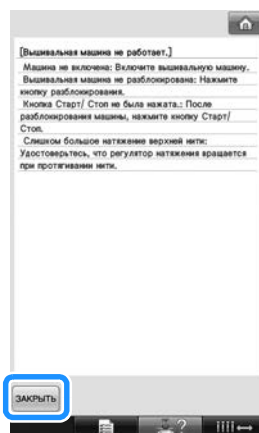 [Вышивальная машина не работает.]
Машина не включена: Включите вышивальную машину.
Вышивальная машина не разблокирована: Нажмите
кнопку разблокирования.
Кнопка Старт/ Стоп не была нажата.: После
разблокирования машины, нажмите кнопку Старт/
Стоп.
Слишком большое натяжение верхней нити:
Удостоверьтесь, что регулятор натяжения вращается
при протягивании нити.
ЗАКРЫТЬ
?